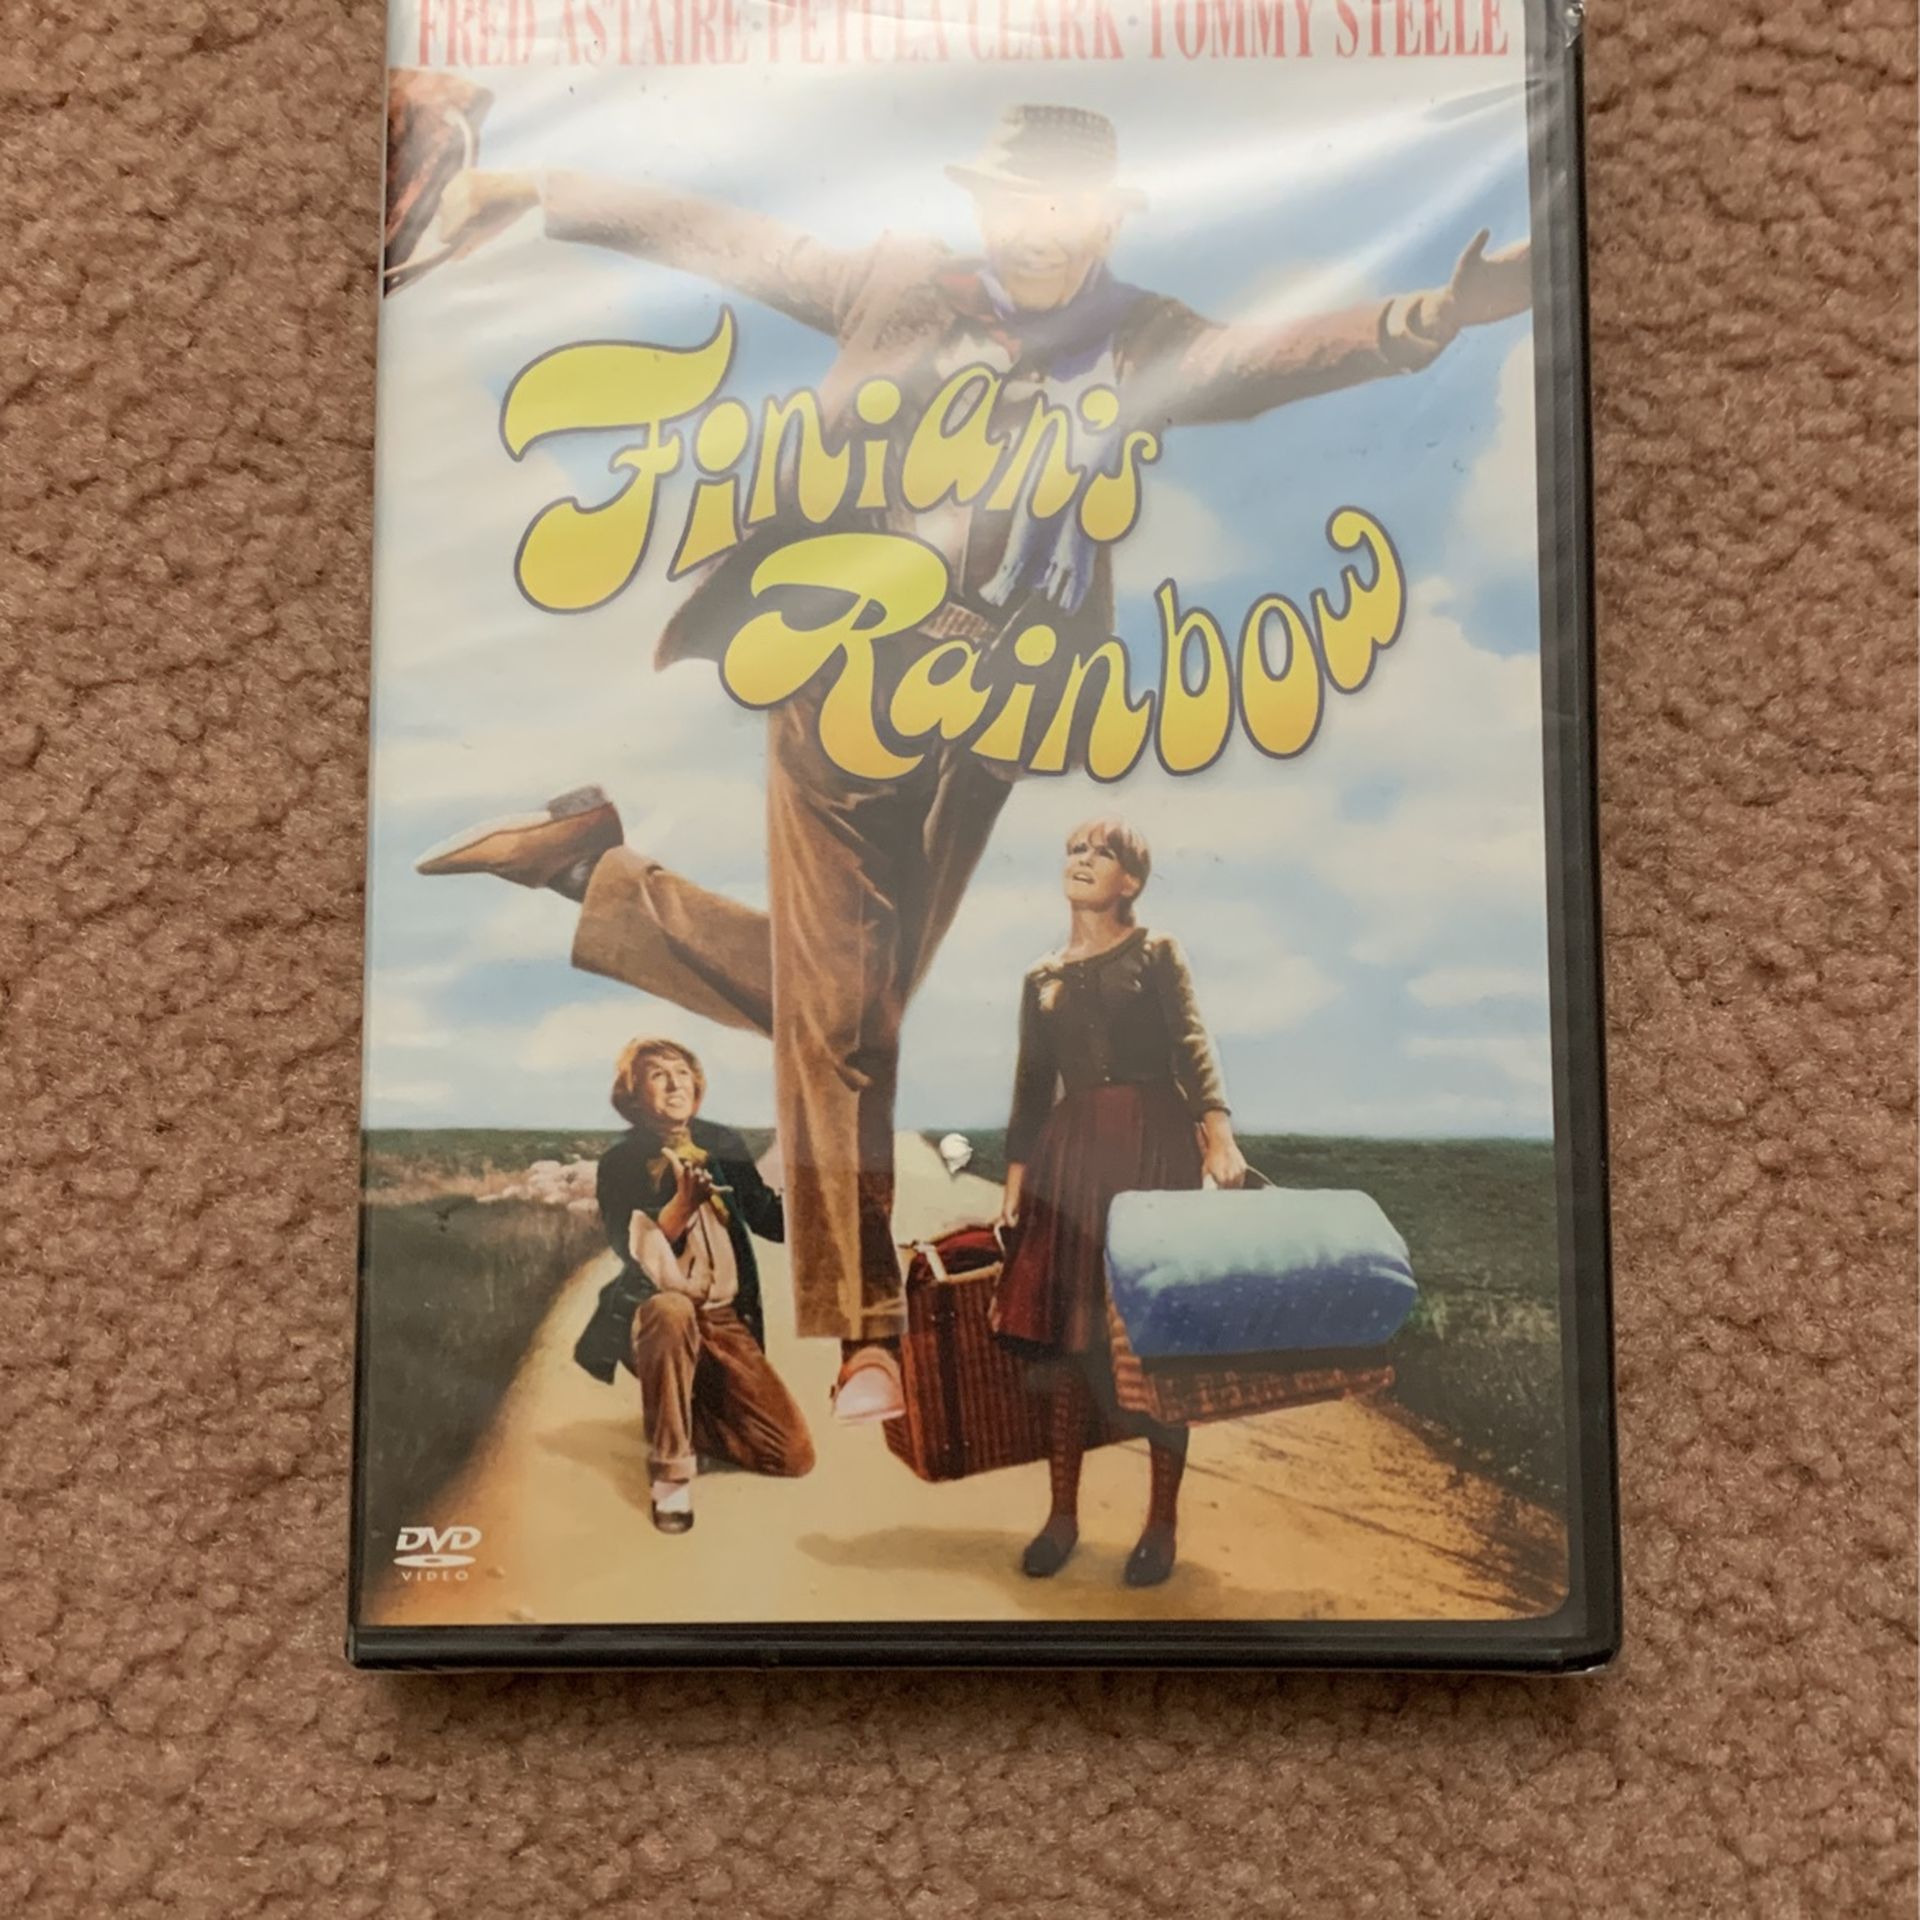 FRED ASTAIRE · PETULA CLARK · TOMMY STEELE
Finian's
Rainbow
DVD
VIDEO